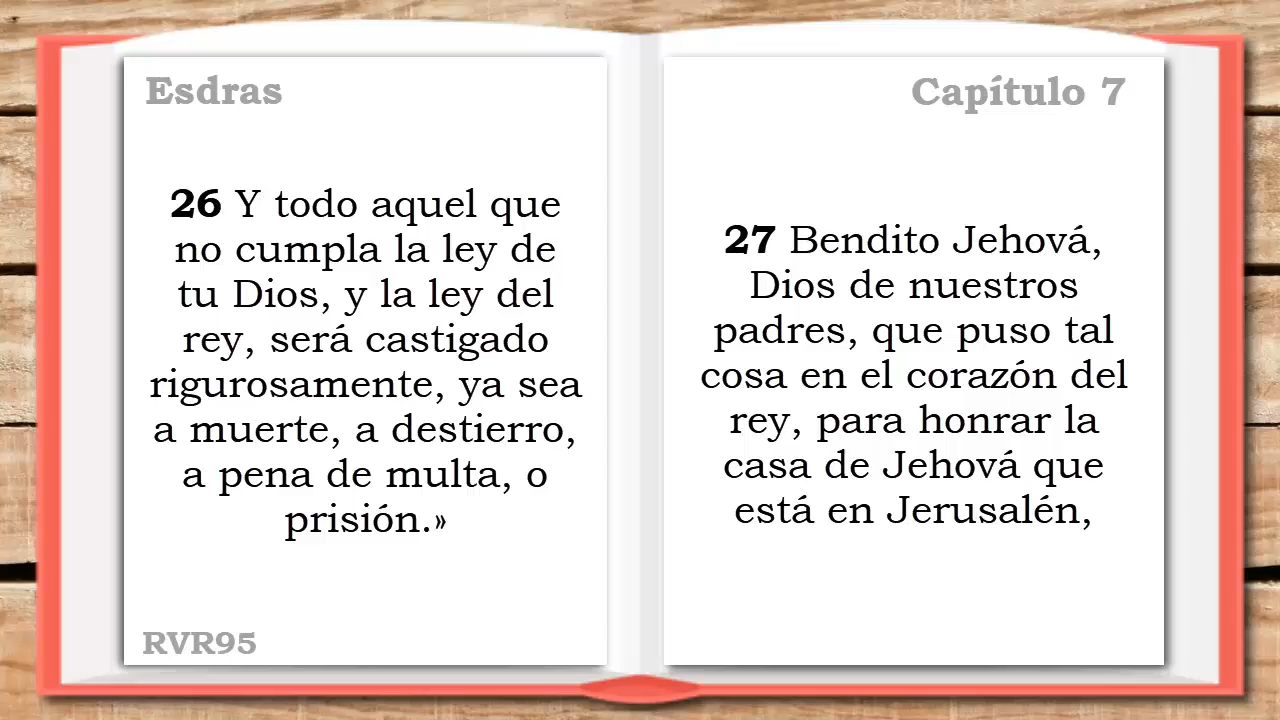 Esdras
26 Y todo aquel que
no cumpla la ley de
tu Dios, y la ley del
rey, será castigado
rigurosamente, ya sea
a muerte, a destierro,
a pena de multa, o
prisión.»
RVR95
Capítulo 7
27 Bendito Jehová,
Dios de nuestros
padres, que puso tal
cosa en el corazón del
rey, para honrar la
casa de Jehová que
está en Jerusalén,